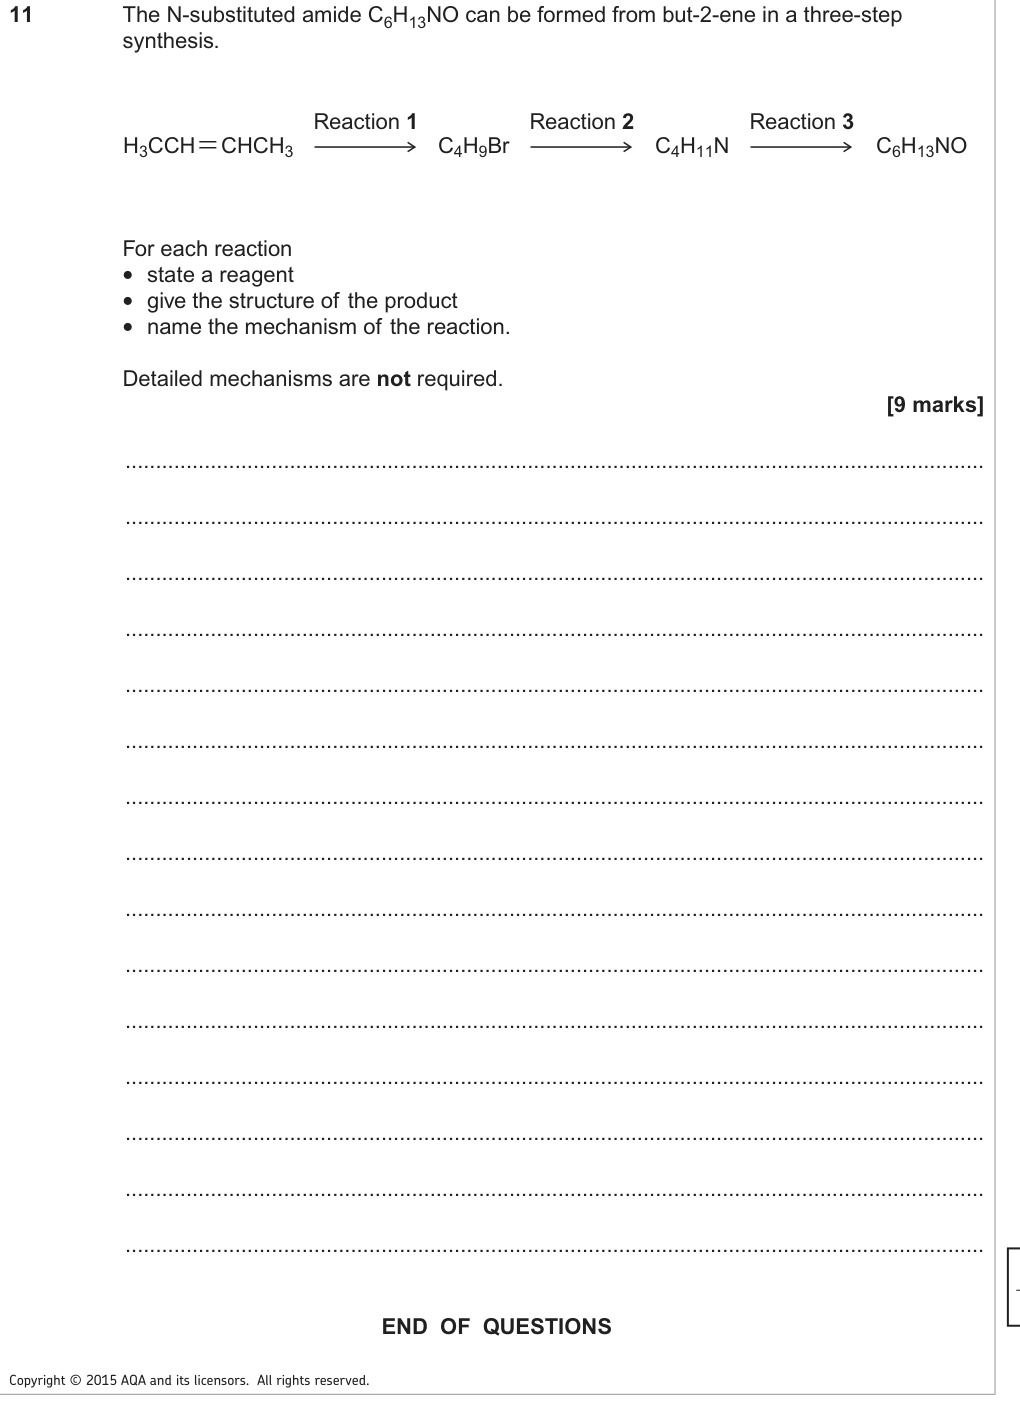 11 The N-substituted amide C₆H₁₃NO can be formed from but-2-ene in a three-step
synthesis.
Reaction 1 Reaction 2 Reaction 3
H₃CCH=CHCH₃ → C₄H₉Br → C₄H₁₁N → C₆H₁₃NO
For each reaction
• state a reagent
• give the structure of the product
• name the mechanism of the reaction.
Detailed mechanisms are not required.
[9 marks]
END OF QUESTIONS
Copyright © 2015 AQA and its licensors. All rights reserved.